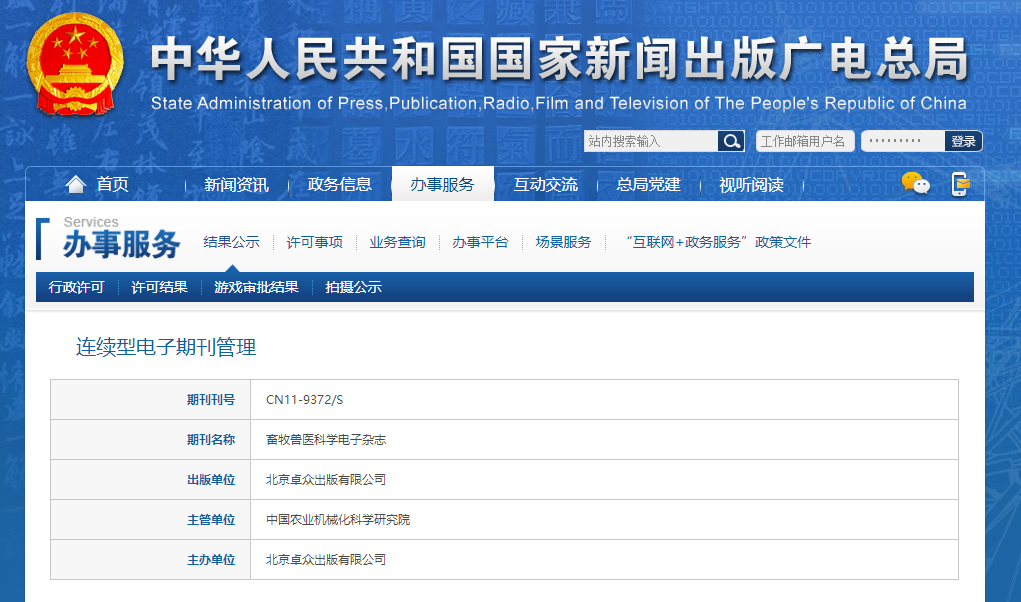 中华人民共和国国家新闻出版广电总局
State Administration of Press,Publication,Radio,Film and Television of The People's Republic of China
站内搜索输入 工作邮箱用户名 ········· 登录
首页 新闻资讯 政务信息 办事服务 互动交流 总局党建 视听阅读
Services
办事服务 结果公示 许可事项 业务查询 办事平台 场景服务 “互联网+政务服务”政策文件
行政许可 许可结果 游戏审批结果 拍摄公示
连续型电子期刊管理
期刊刊号 CN11-9372/S
期刊名称 畜牧兽医科学电子杂志
出版单位 北京卓众出版有限公司
主管单位 中国农业机械化科学研究院
主办单位 北京卓众出版有限公司